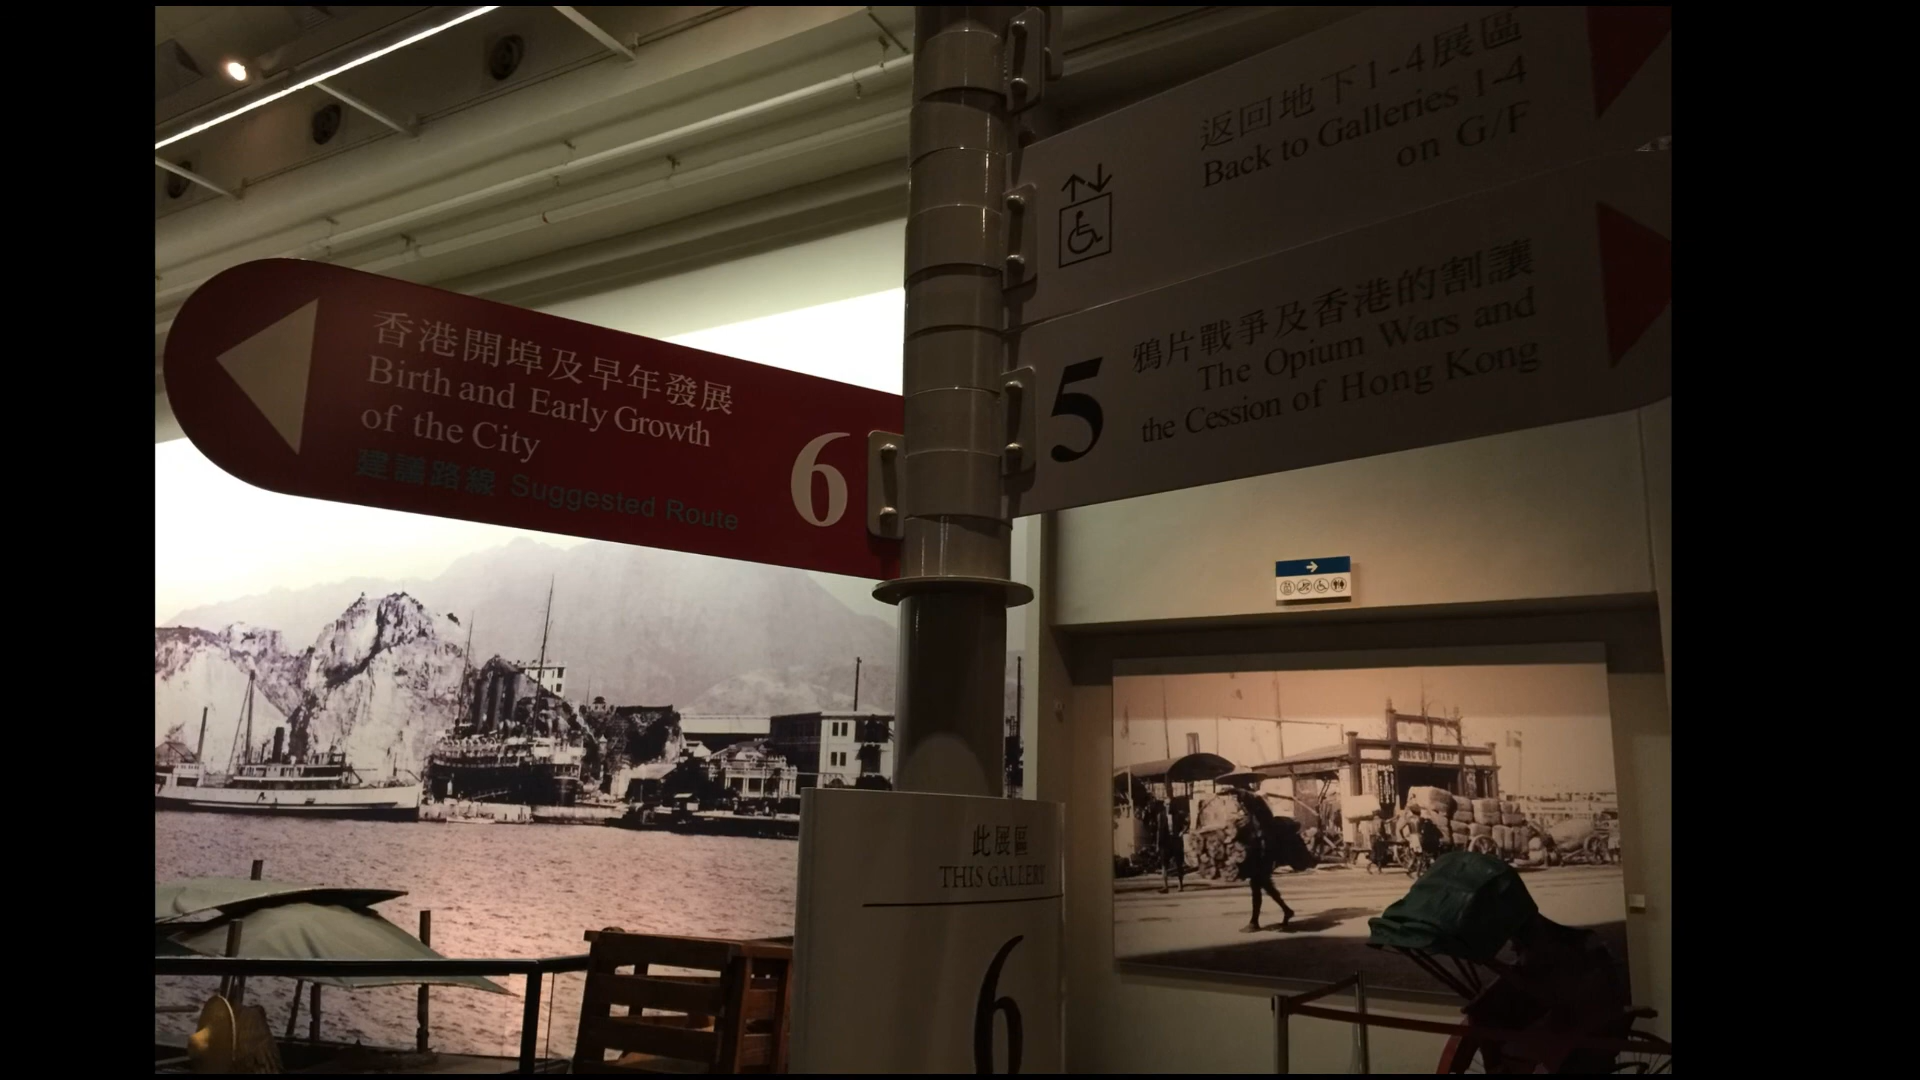 返回地下1-4展區
Back to Galleries 1-4
on G/F
香港開埠及早年發展
Birth and Early Growth
of the City
建議路線 Suggested Route
6
5
鴉片戰爭及香港的割讓
The Opium Wars and
the Cession of Hong Kong
此展區
THIS GALLERY
6